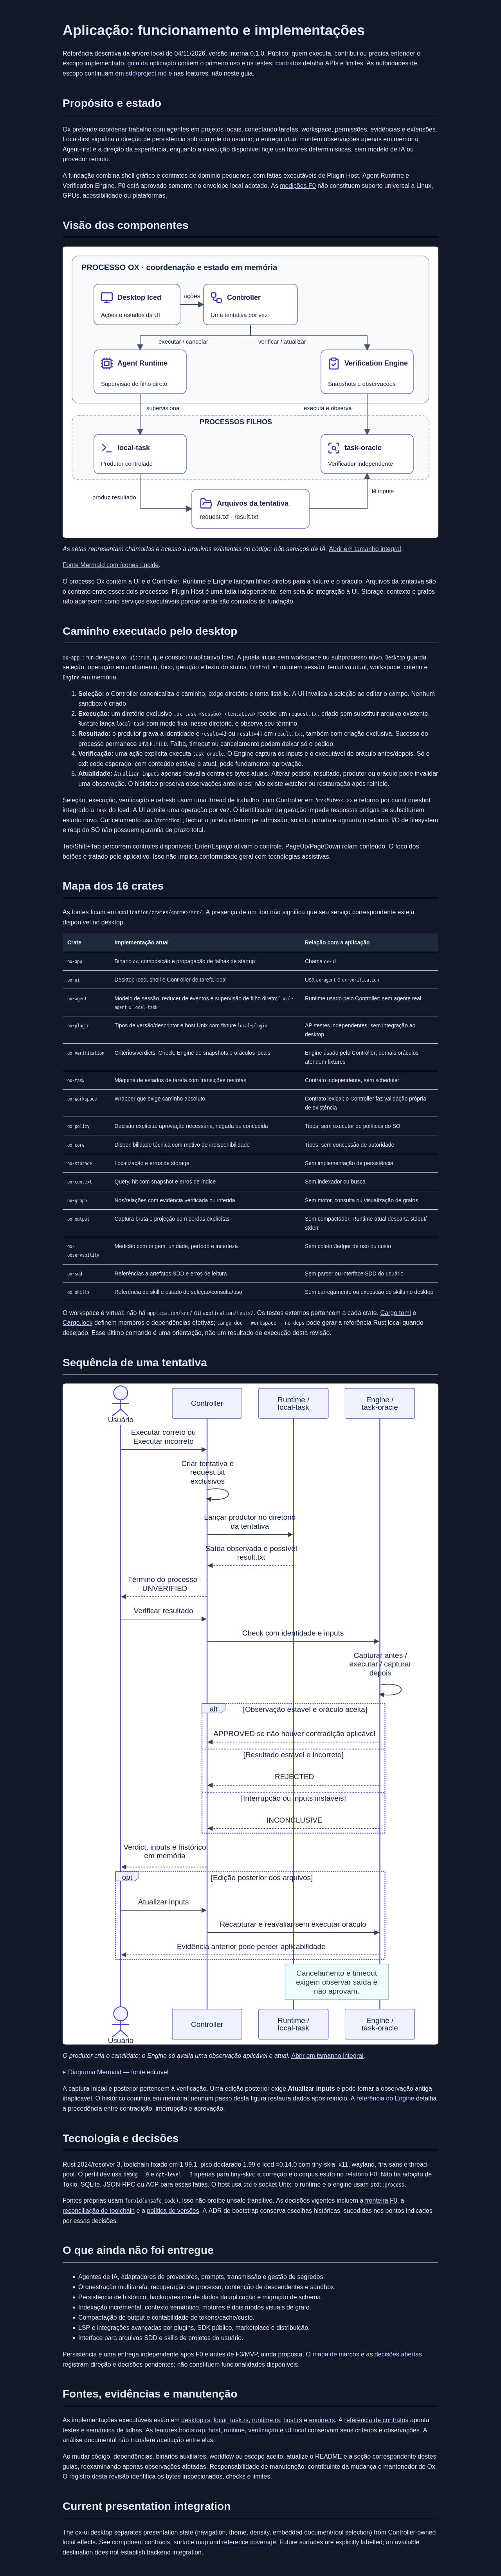 Aplicação: funcionamento e implementações
Referência descritiva da árvore local de 04/11/2026, versão interna 0.1.0. Público: quem executa, contribui ou precisa entender o
escopo implementado. guia da aplicação contém o primeiro uso e os testes; contratos detalha APIs e limites. As autoridades de
escopo continuam em sdd/project.md e nas features, não neste guia.
Propósito e estado
Ox pretende coordenar trabalho com agentes em projetos locais, conectando tarefas, workspace, permissões, evidências e extensões.
Local-first significa a direção de persistência sob controle do usuário; a entrega atual mantém observações apenas em memória.
Agent-first é a direção da experiência, enquanto a execução disponível hoje usa fixtures determinísticas, sem modelo de IA ou
provedor remoto.
A fundação combina shell gráfico e contratos de domínio pequenos, com fatias executáveis de Plugin Host, Agent Runtime e
Verification Engine. F0 está aprovado somente no envelope local adotado. As medições F0 não constituem suporte universal a Linux,
GPUs, acessibilidade ou plataformas.
Visão dos componentes
PROCESSO OX · coordenação e estado em memória
Desktop Iced
Ações e estados da UI
ações
Controller
Uma tentativa por vez
executar / cancelar
verificar / atualizar
Agent Runtime
Supervisão do filho direto
Verification Engine
Snapshots e observações
supervisiona
executa e observa
PROCESSOS FILHOS
local-task
Produtor controlado
task-oracle
Verificador independente
produz resultado
lê inputs
Arquivos da tentativa
request.txt · result.txt
As setas representam chamadas e acesso a arquivos existentes no código; não serviços de IA. Abrir em tamanho integral.
Fonte Mermaid com ícones Lucide.
O processo Ox contém a UI e o Controller. Runtime e Engine lançam filhos diretos para a fixture e o oráculo. Arquivos da tentativa são
o contrato entre esses dois processos. Plugin Host é uma fatia independente, sem seta de integração à UI. Storage, contexto e grafos
não aparecem como serviços executáveis porque ainda são contratos de fundação.
Caminho executado pelo desktop
ox-app::run delega a ox_ui::run, que constrói o aplicativo Iced. A janela inicia sem workspace ou subprocesso ativo. Desktop guarda
seleção, operação em andamento, foco, geração e texto do status. Controller mantém sessão, tentativa atual, workspace, critério e
Engine em memória.
1. Seleção: o Controller canonicaliza o caminho, exige diretório e tenta listá-lo. A UI invalida a seleção ao editar o campo. Nenhum
sandbox é criado.
2. Execução: um diretório exclusivo .ox-task-<sessão>-<tentativa> recebe um request.txt criado sem substituir arquivo existente.
Runtime lança local-task com modo fixo, nesse diretório, e observa seu término.
3. Resultado: o produtor grava a identidade e result=42 ou result=41 em result.txt, também com criação exclusiva. Sucesso do
processo permanece UNVERIFIED. Falha, timeout ou cancelamento podem deixar só o pedido.
4. Verificação: uma ação explícita executa task-oracle. O Engine captura os inputs e o executável do oráculo antes/depois. Só o
exit code esperado, com conteúdo estável e atual, pode fundamentar aprovação.
5. Atualidade: Atualizar inputs apenas reavalia contra os bytes atuais. Alterar pedido, resultado, produtor ou oráculo pode invalidar
uma observação. O histórico preserva observações anteriores; não existe watcher ou restauração após reinício.
Seleção, execução, verificação e refresh usam uma thread de trabalho, com Controller em Arc<Mutex<_>> e retorno por canal oneshot
integrado a Task do Iced. A UI admite uma operação por vez. O identificador de geração impede respostas antigas de substituírem
estado novo. Cancelamento usa AtomicBool; fechar a janela interrompe admissão, solicita parada e aguarda o retorno. I/O de filesystem
e reap do SO não possuem garantia de prazo total.
Tab/Shift+Tab percorrem controles disponíveis; Enter/Espaço ativam o controle, PageUp/PageDown rolam conteúdo. O foco dos
botões é tratado pelo aplicativo. Isso não implica conformidade geral com tecnologias assistivas.
Mapa dos 16 crates
As fontes ficam em application/crates/<nome>/src/. A presença de um tipo não significa que seu serviço correspondente esteja
disponível no desktop.
Crate Implementação atual Relação com a aplicação
ox-app Binário ox, composição e propagação de falhas de startup Chama ox-ui
ox-ui Desktop Iced, shell e Controller de tarefa local Usa ox-agent e ox-verification
ox-agent Modelo de sessão, reducer de eventos e supervisão de filho direto; local-agent e local-task Runtime usado pelo Controller; sem agente real
ox-plugin Tipos de versão/descriptor e host Unix com fixture local-plugin API/testes independentes; sem integração ao desktop
ox-verification Critérios/verdicts, Check, Engine de snapshots e oráculos locais Engine usado pelo Controller; demais oráculos atendem fixtures
ox-task Máquina de estados de tarefa com transições restritas Contrato independente, sem scheduler
ox-workspace Wrapper que exige caminho absoluto Contrato lexical; o Controller faz validação própria de existência
ox-policy Decisão explícita: aprovação necessária, negada ou concedida Tipos, sem executor de políticas do SO
ox-core Disponibilidade técnica com motivo de indisponibilidade Tipos, sem concessão de autoridade
ox-storage Localização e erros de storage Sem implementação de persistência
ox-context Query, hit com snapshot e erros de índice Sem indexador ou busca
ox-graph Nós/relações com evidência verificada ou inferida Sem motor, consulta ou visualização de grafos
ox-output Captura bruta e projeção com perdas explícitas Sem compactador; Runtime atual descarta stdout/stderr
ox-observability Medição com origem, unidade, período e incerteza Sem coletor/ledger de uso ou custo
ox-sdd Referências a artefatos SDD e erros de leitura Sem parser ou interface SDD do usuário
ox-skills Referência de skill e estado de seleção/consulta/uso Sem carregamento ou execução de skills no desktop
O workspace é virtual: não há application/src/ ou application/tests/. Os testes externos pertencem a cada crate. Cargo.toml e
Cargo.lock definem membros e dependências efetivas; cargo doc --workspace --no-deps pode gerar a referência Rust local quando
desejado. Esse último comando é uma orientação, não um resultado de execução desta revisão.
Sequência de uma tentativa
Usuário
Controller
Runtime /
local-task
Engine /
task-oracle
Executar correto ou
Executar incorreto
Criar tentativa e
request.txt
exclusivos
Lançar produtor no diretório
da tentativa
Saída observada e possível
result.txt
Término do processo ·
UNVERIFIED
Verificar resultado
Check com identidade e inputs
Capturar antes /
executar / capturar
depois
alt
[Observação estável e oráculo aceita]
APPROVED se não houver contradição aplicável
[Resultado estável e incorreto]
REJECTED
[Interrupção ou inputs instáveis]
INCONCLUSIVE
Verdict, inputs e histórico
em memória
opt
[Edição posterior dos arquivos]
Atualizar inputs
Recapturar e reavaliar sem executar oráculo
Evidência anterior pode perder aplicabilidade
Cancelamento e timeout
exigem observar saída e
não aprovam.
Usuário
Controller
Runtime /
local-task
Engine /
task-oracle
O produtor cria o candidato; o Engine só avalia uma observação aplicável e atual. Abrir em tamanho integral.
▸ Diagrama Mermaid — fonte editável
A captura inicial e posterior pertencem à verificação. Uma edição posterior exige Atualizar inputs e pode tornar a observação antiga
inaplicável. O histórico continua em memória; nenhum passo desta figura restaura dados após reinício. A referência do Engine detalha
a precedência entre contradição, interrupção e aprovação.
Tecnologia e decisões
Rust 2024/resolver 3, toolchain fixado em 1.99.1, piso declarado 1.99 e Iced =0.14.0 com tiny-skia, x11, wayland, fira-sans e thread-
pool. O perfil dev usa debug = 0 e opt-level = 3 apenas para tiny-skia; a correção e o corpus estão no relatório F0. Não há adoção de
Tokio, SQLite, JSON-RPC ou ACP para essas fatias. O host usa std e socket Unix; o runtime e o engine usam std::process.
Fontes próprias usam forbid(unsafe_code). Isso não proíbe unsafe transitivo. As decisões vigentes incluem a fronteira F0, a
reconciliação de toolchain e a política de versões. A ADR de bootstrap conserva escolhas históricas, sucedidas nos pontos indicados
por essas decisões.
O que ainda não foi entregue
• Agentes de IA, adaptadores de provedores, prompts, transmissão e gestão de segredos.
• Orquestração multitarefa, recuperação de processo, contenção de descendentes e sandbox.
• Persistência de histórico, backup/restore de dados da aplicação e migração de schema.
• Indexação incremental, contexto semântico, motores e dois modos visuais de grafo.
• Compactação de output e contabilidade de tokens/cache/custo.
• LSP e integrações avançadas por plugins, SDK público, marketplace e distribuição.
• Interface para arquivos SDD e skills de projetos do usuário.
Persistência é uma entrega independente após F0 e antes de F3/MVP, ainda proposta. O mapa de marcos e as decisões abertas
registram direção e decisões pendentes; não constituem funcionalidades disponíveis.
Fontes, evidências e manutenção
As implementações executáveis estão em desktop.rs, local_task.rs, runtime.rs, host.rs e engine.rs. A referência de contratos aponta
testes e semântica de falhas. As features bootstrap, host, runtime, verificação e UI local conservam seus critérios e observações. A
análise documental não transfere aceitação entre elas.
Ao mudar código, dependências, binários auxiliares, workflow ou escopo aceito, atualize o README e a seção correspondente destes
guias, reexaminando apenas observações afetadas. Responsabilidade de manutenção: contribuinte da mudança e mantenedor do Ox.
O registro desta revisão identifica os bytes inspecionados, checks e limites.
Current presentation integration
The ox-ui desktop separates presentation state (navigation, theme, density, embedded document/tool selection) from Controller-owned
local effects. See component contracts, surface map and reference coverage. Future surfaces are explicitly labelled; an available
destination does not establish backend integration.